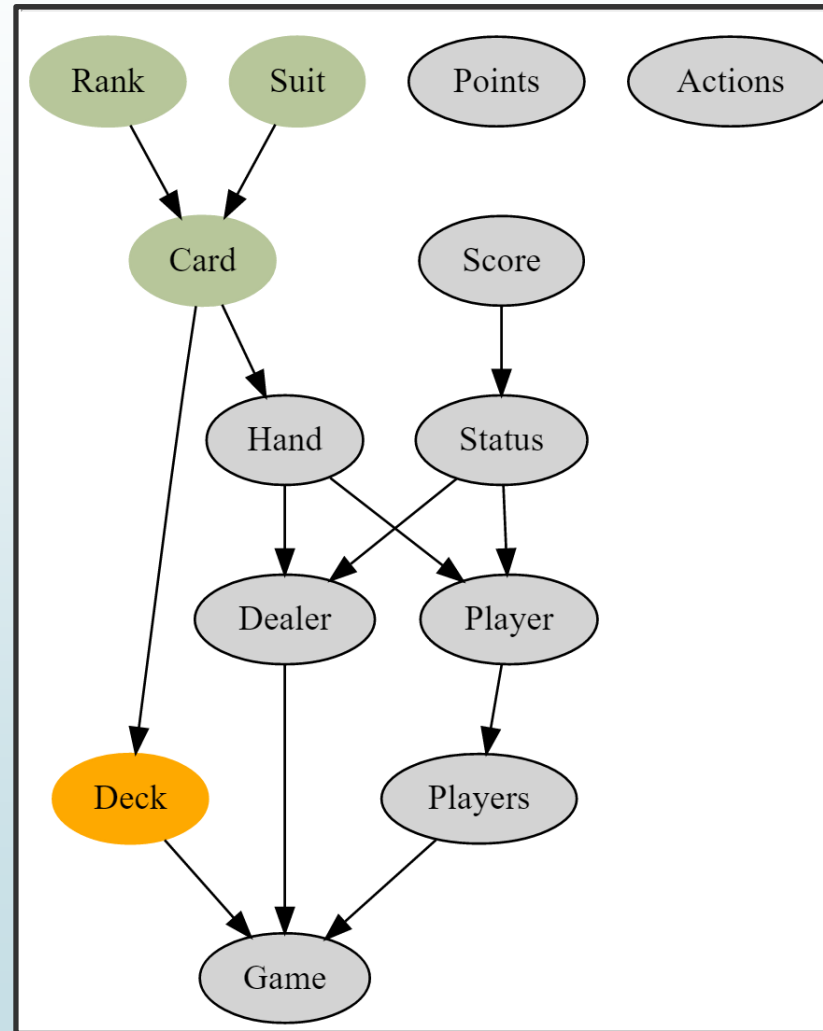 Rank
Suit
Points
Actions
Card
Score
Hand
Status
Dealer
Player
Deck
Players
Game